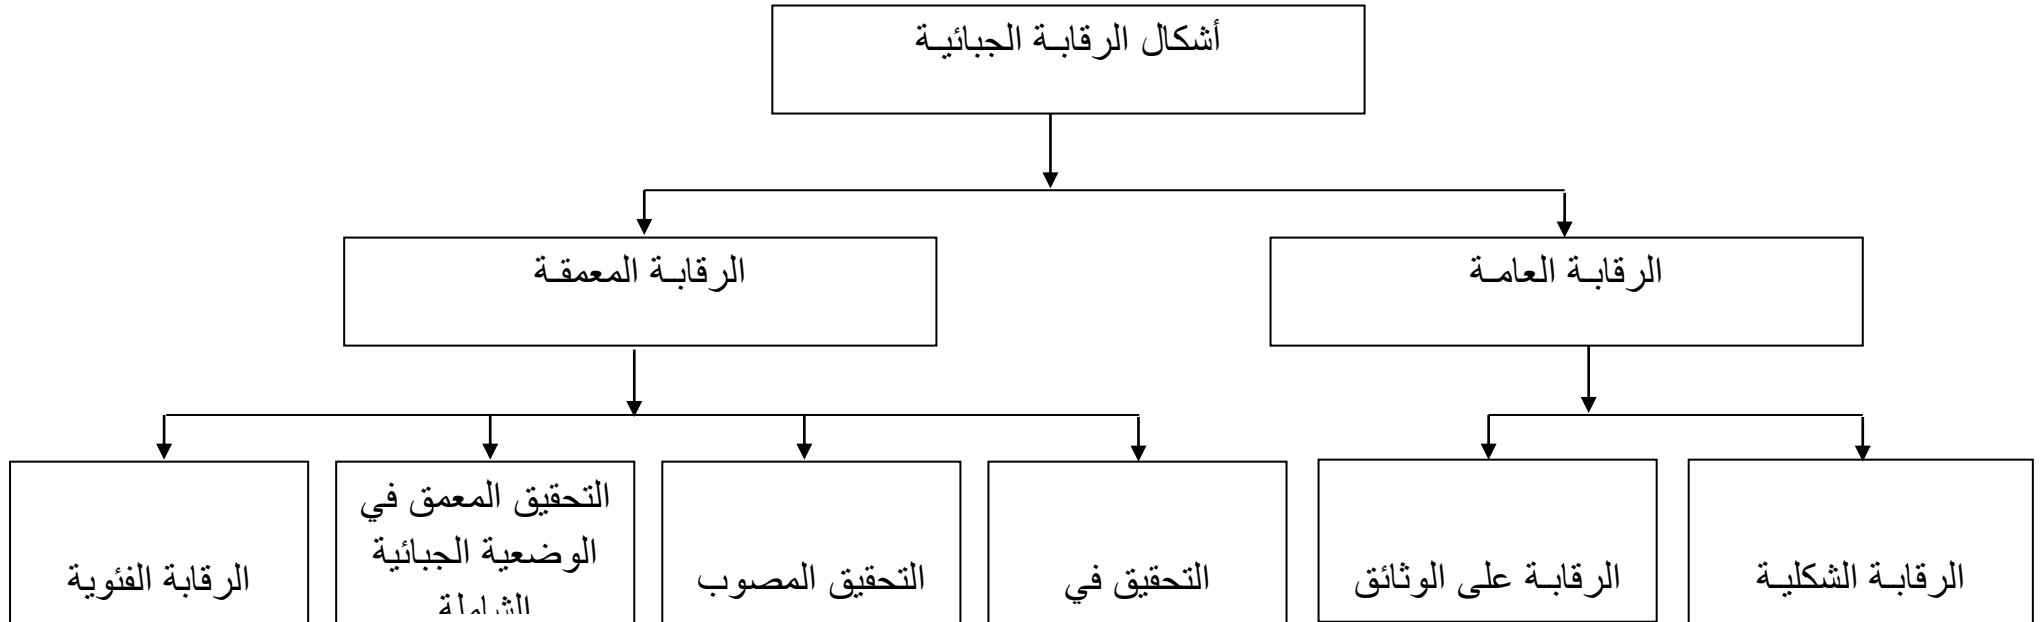 أشكال الرقابـة الجبائيـة
الرقابـة العامـة
الرقابـة المعمقـة
الرقابـة الشكليـة
الرقابـة على الوثائق
التحقيق في
التحقيق المصوب
التحقيق المعمق في
الوضعية الجبائية
الشاملة
الرقابة الفئوية